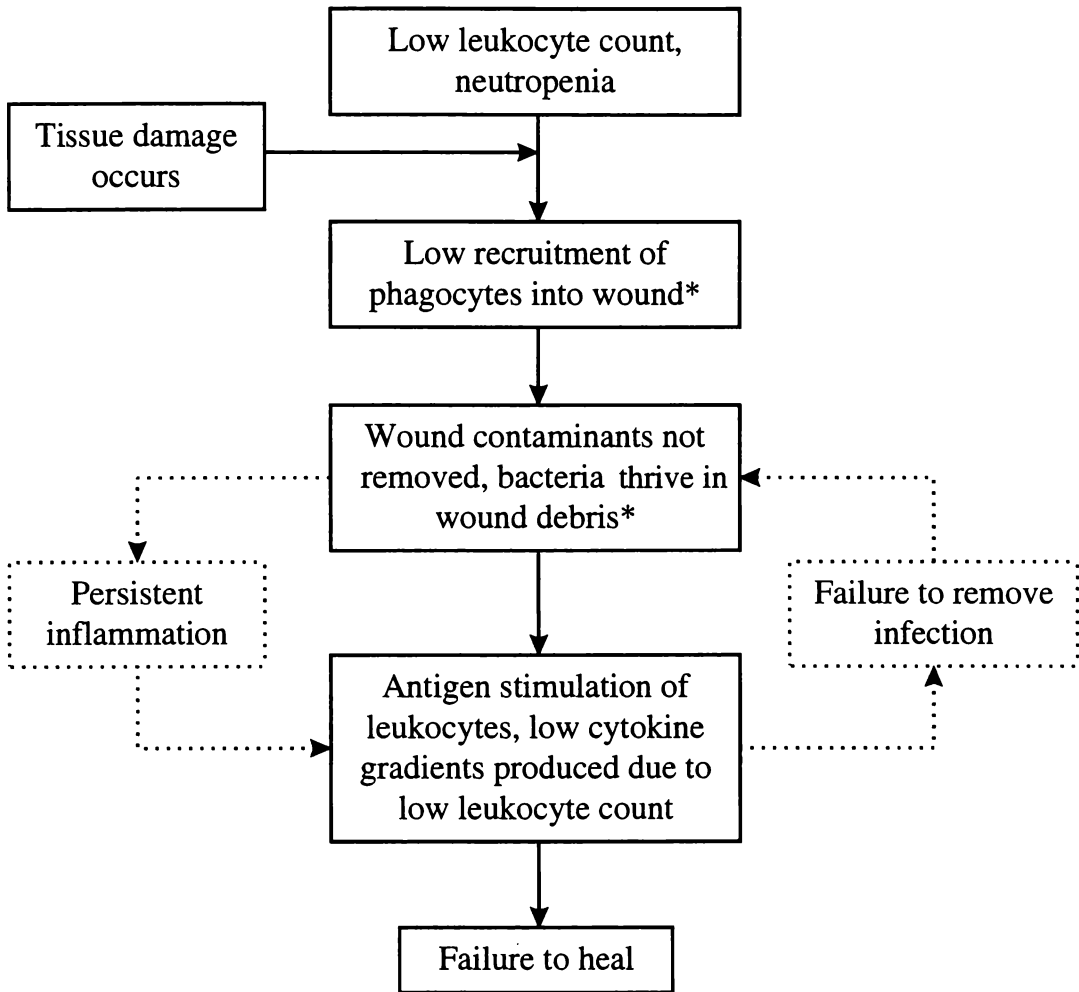 Low leukocyte count,
neutropenia
Tissue damage
occurs
Low recruitment of
phagocytes into wound*
Wound contaminants not
removed, bacteria thrive in
wound debris*
Persistent
inflammation
Failure to remove
infection
Antigen stimulation of
leukocytes, low cytokine
gradients produced due to
low leukocyte count
Failure to heal